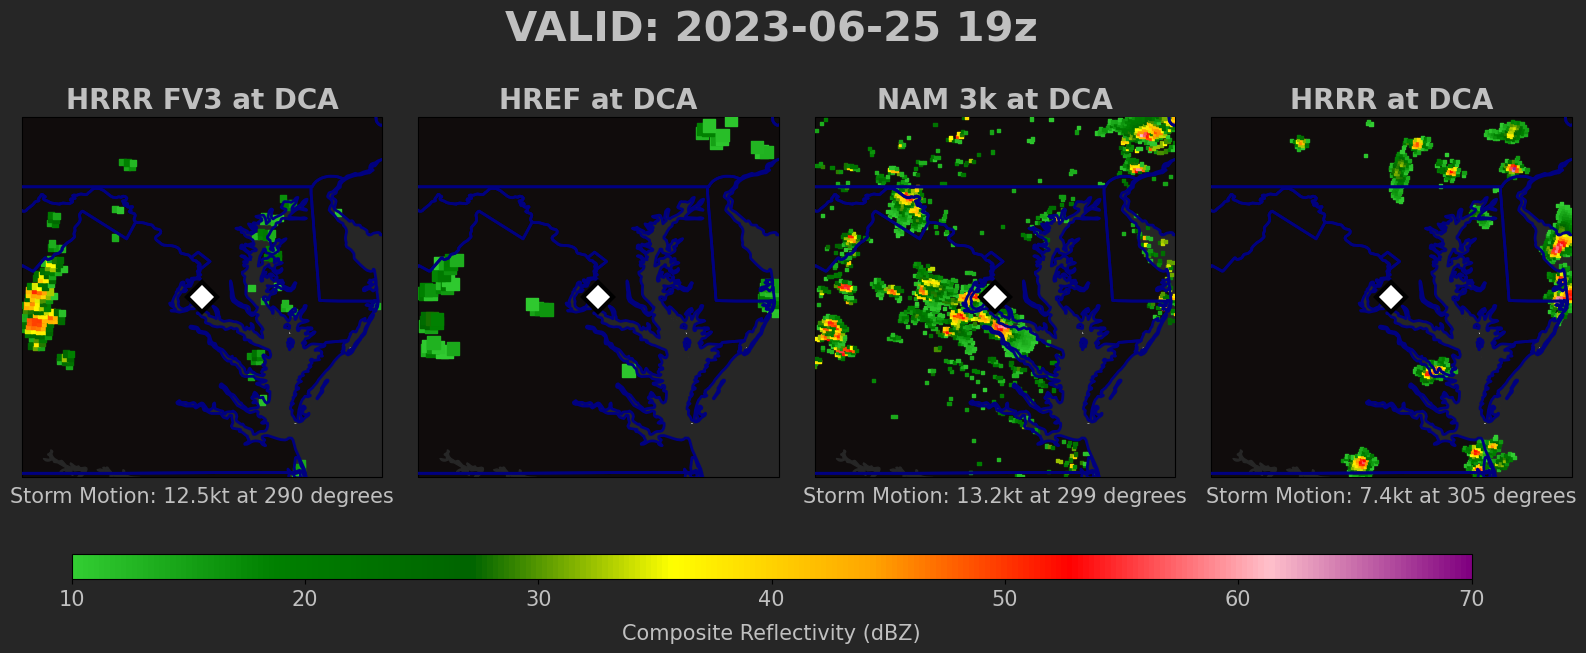 VALID: 2023-06-25 19z
HRRR FV3 at DCA
HREF at DCA
NAM 3k at DCA
HRRR at DCA
Storm Motion: 12.5kt at 290 degrees
Storm Motion: 13.2kt at 299 degrees
Storm Motion: 7.4kt at 305 degrees
10 20 30 40 50 60 70
Composite Reflectivity (dBZ)